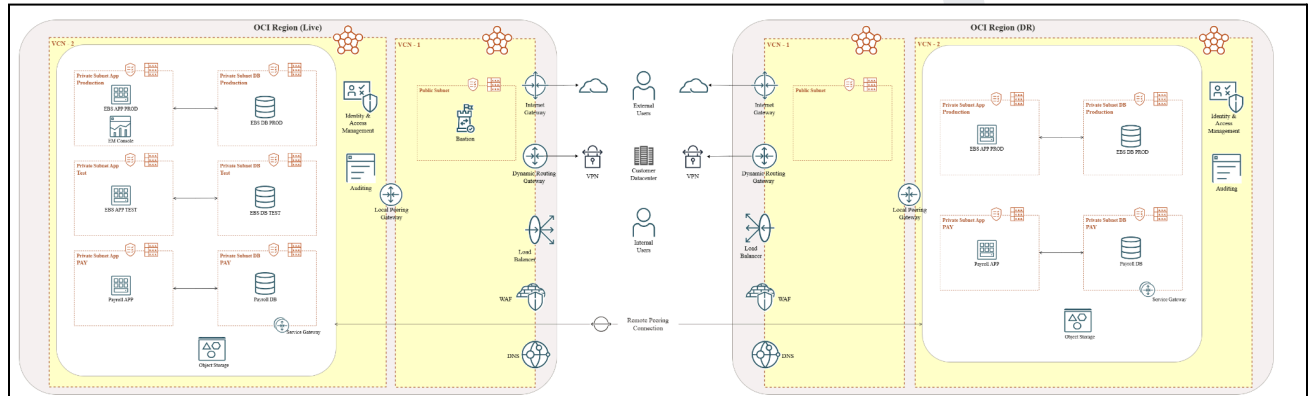 OCI Region (Live)
VCN - 2
Private Subnet App
Production
EBS APP PROD
EM Console
Private Subnet DB
Production
EBS DB PROD
Private Subnet App
Test
EBS APP TEST
Private Subnet DB
Test
EBS DB TEST
Private Subnet App
PAY
Payroll APP
Private Subnet DB
PAY
Payroll DB
Service Gateway
Object Storage
Identity &
Access
Management
Auditing
Local Peering
Gateway
VCN - 1
Public Subnet
Bastion
Internet
Gateway
Dynamic Routing
Gateway
Load
Balancer
WAF
DNS
External
Users
VPN
Customer
Datacenter
VPN
Internal
Users
Remote Peering
Connection
OCI Region (DR)
VCN - 1
Public Subnet
Internet
Gateway
Dynamic Routing
Gateway
Load
Balancer
WAF
DNS
Local Peering
Gateway
VCN - 2
Private Subnet App
Production
EBS APP PROD
Private Subnet DB
Production
EBS DB PROD
Private Subnet App
PAY
Payroll APP
Private Subnet DB
PAY
Payroll DB
Service Gateway
Object Storage
Identity &
Access
Management
Auditing